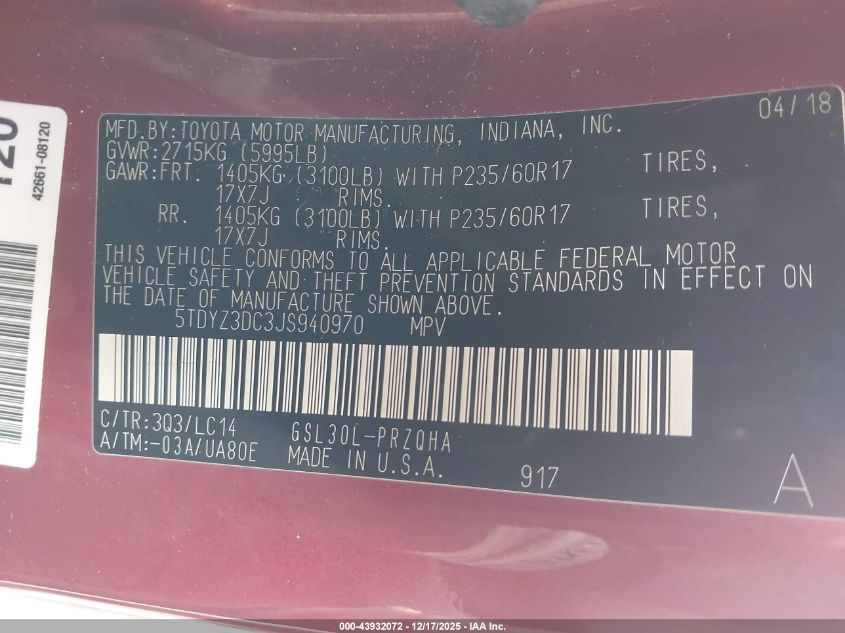 04/18
MFD.BY:TOYOTA MOTOR MANUFACTURING, INDIANA, INC.
GVWR:2715KG (5995LB)
GAWR:FRT. 1405KG (3100LB) WITH P235/60R17 TIRES,
17X7J RIMS.
RR. 1405KG (3100LB) WITH P235/60R17 TIRES,
17X7J RIMS.
THIS VEHICLE CONFORMS TO ALL APPLICABLE FEDERAL MOTOR
VEHICLE SAFETY AND THEFT PREVENTION STANDARDS IN EFFECT ON
THE DATE OF MANUFACTURE SHOWN ABOVE.
5TDYZ3DC3JS940970 MPV
C/TR:3Q3/LC14 GSL30L-PRZQHA
A/TM:-03A/UA80E MADE IN U.S.A.
917
A
42661-08120
000-43932072 - 12/17/2025 - IAA Inc.